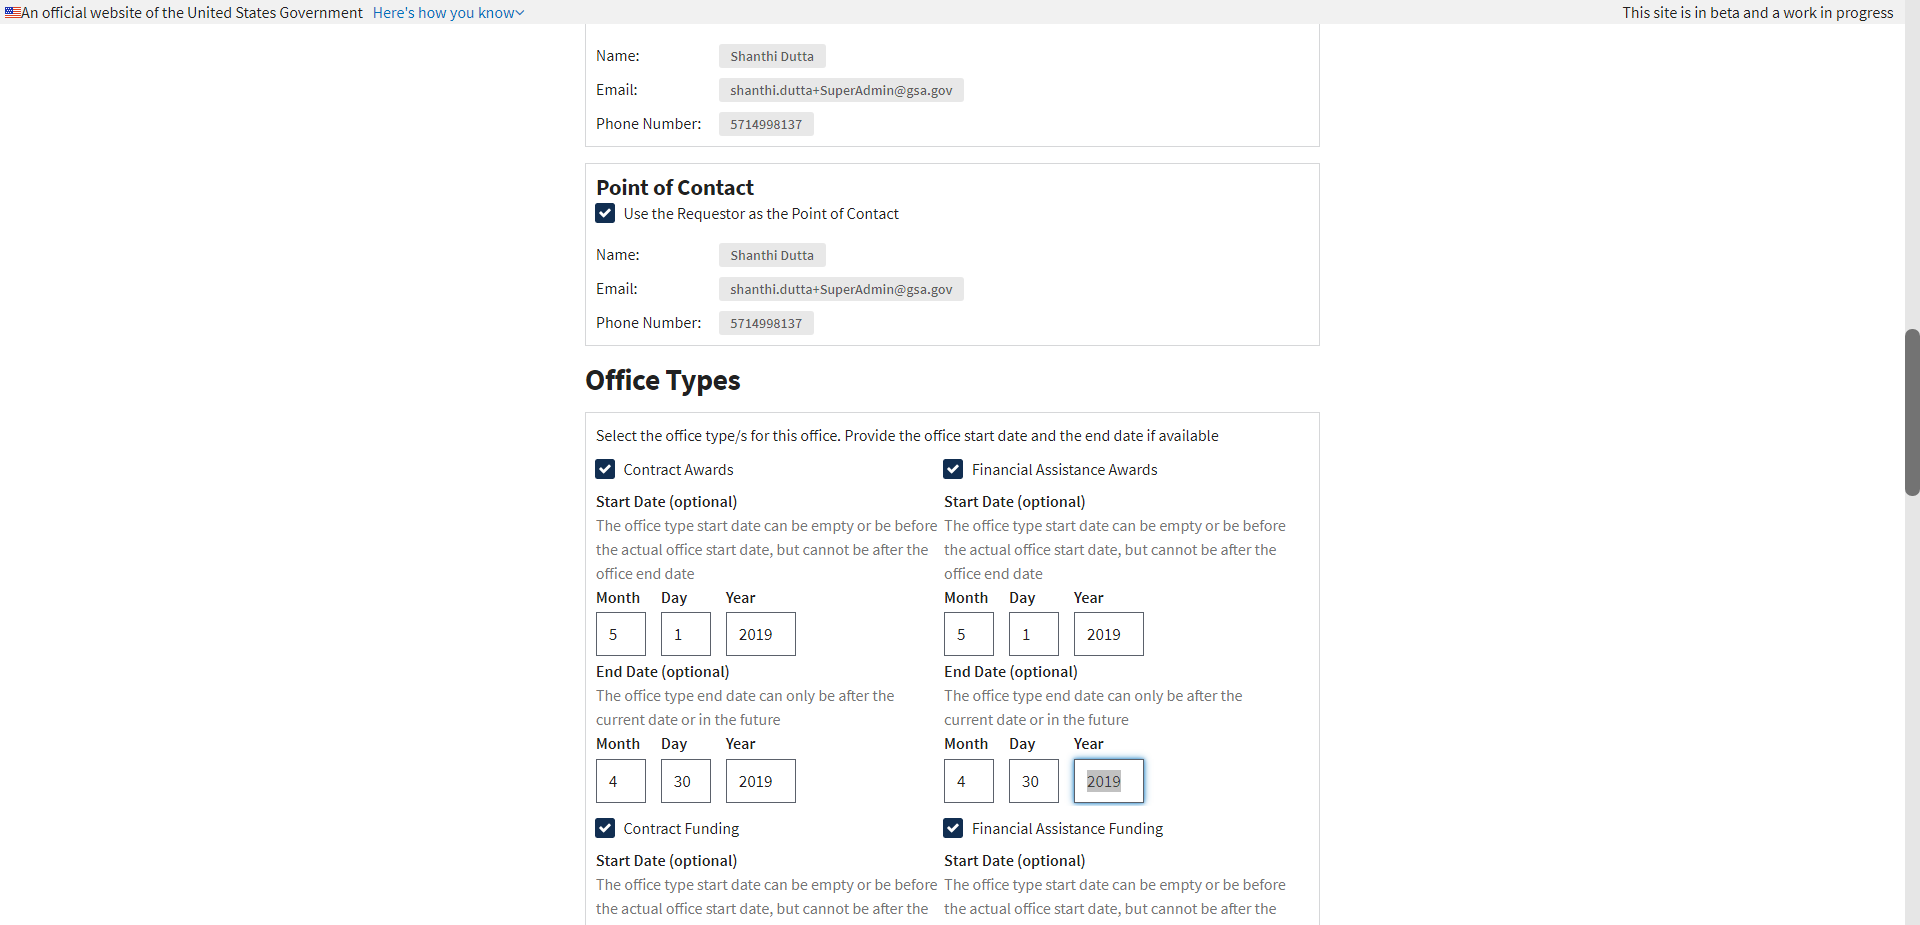 An official website of the United States Government Here's how you know
This site is in beta and a work in progress
Name: Shanthi Dutta
Email: shanthi.dutta+SuperAdmin@gsa.gov
Phone Number: 5714998137
Point of Contact
Use the Requestor as the Point of Contact
Name: Shanthi Dutta
Email: shanthi.dutta+SuperAdmin@gsa.gov
Phone Number: 5714998137
Office Types
Select the office type/s for this office. Provide the office start date and the end date if available
Contract Awards
Start Date (optional)
The office type start date can be empty or be before
the actual office start date, but cannot be after the
office end date
Month Day Year
5 1 2019
End Date (optional)
The office type end date can only be after the
current date or in the future
Month Day Year
4 30 2019
Financial Assistance Awards
Start Date (optional)
The office type start date can be empty or be before
the actual office start date, but cannot be after the
office end date
Month Day Year
5 1 2019
End Date (optional)
The office type end date can only be after the
current date or in the future
Month Day Year
4 30 2019
Contract Funding
Start Date (optional)
The office type start date can be empty or be before
the actual office start date, but cannot be after the
Financial Assistance Funding
Start Date (optional)
The office type start date can be empty or be before
the actual office start date, but cannot be after the